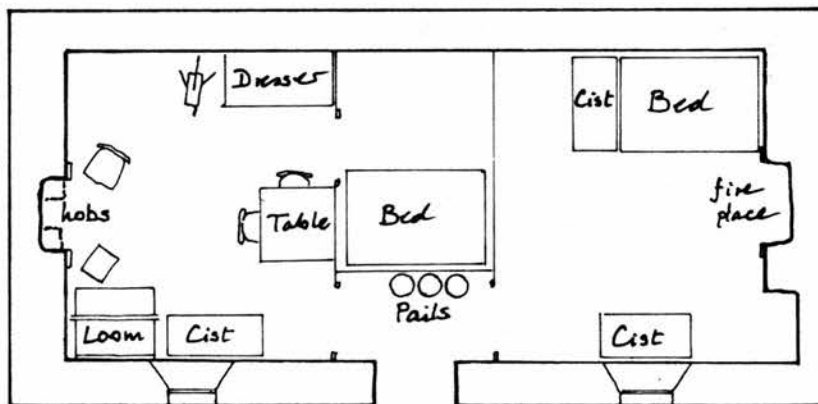 Dresser
Cist
Bed
hobs
Table
Bed
fire
place
Pails
Loom
Cist
Cist